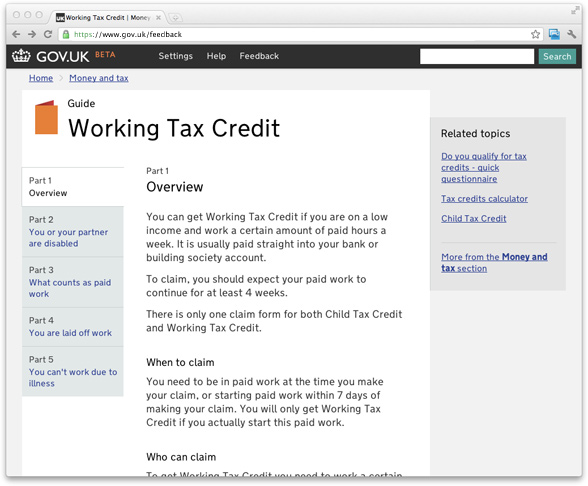 Working Tax Credit | Money
https://www.gov.uk/feedback
GOV.UK BETA Settings Help Feedback Search
Home › Money and tax
Guide
Working Tax Credit
Part 1
Overview
Part 2
You or your partner
are disabled
Part 3
What counts as paid
work
Part 4
You are laid off work
Part 5
You can't work due to
illness
Part 1
Overview
You can get Working Tax Credit if you are on a low
income and work a certain amount of paid hours a
week. It is usually paid straight into your bank or
building society account.
To claim, you should expect your paid work to
continue for at least 4 weeks.
There is only one claim form for both Child Tax Credit
and Working Tax Credit.
When to claim
You need to be in paid work at the time you make
your claim, or starting paid work within 7 days of
making your claim. You will only get Working Tax
Credit if you actually start this paid work.
Who can claim
To get Working Tax Credit you need to work a certain
Related topics
Do you qualify for tax
credits - quick
questionnaire
Tax credits calculator
Child Tax Credit
More from the Money and
tax section